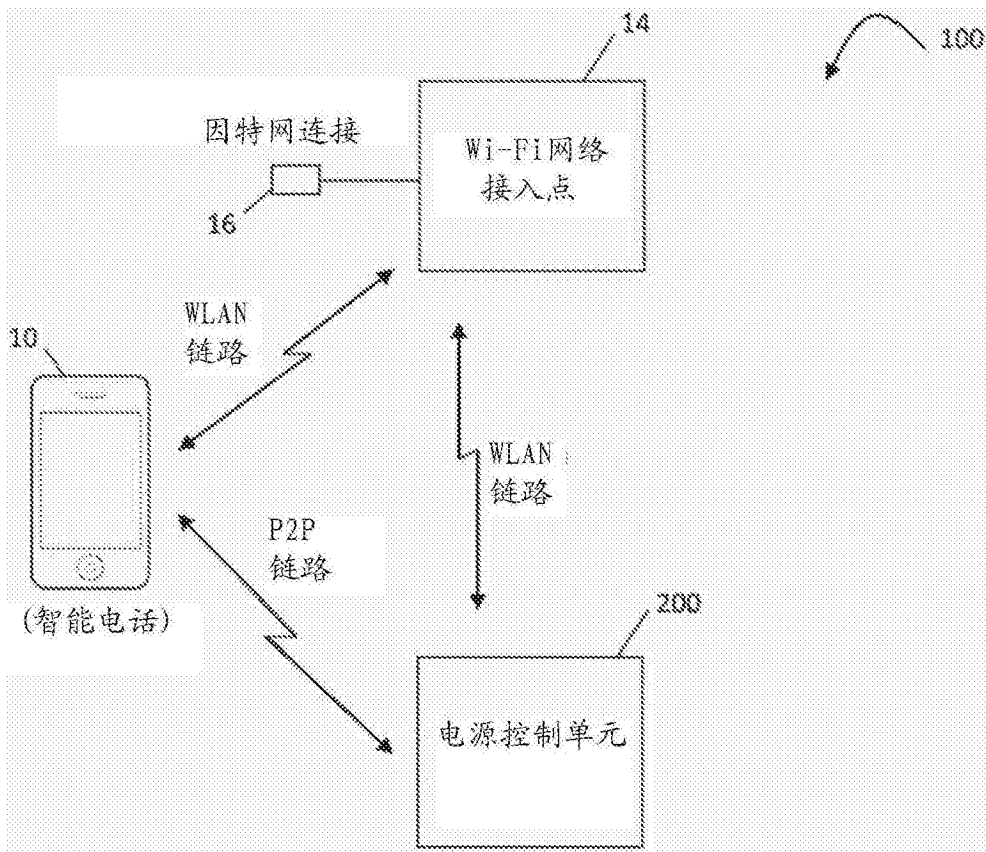 14
100
因特网连接
Wi-Fi网络
接入点
16
WLAN
链路
10
WLAN
链路
P2P
链路
(智能电话)
200
电源控制单元